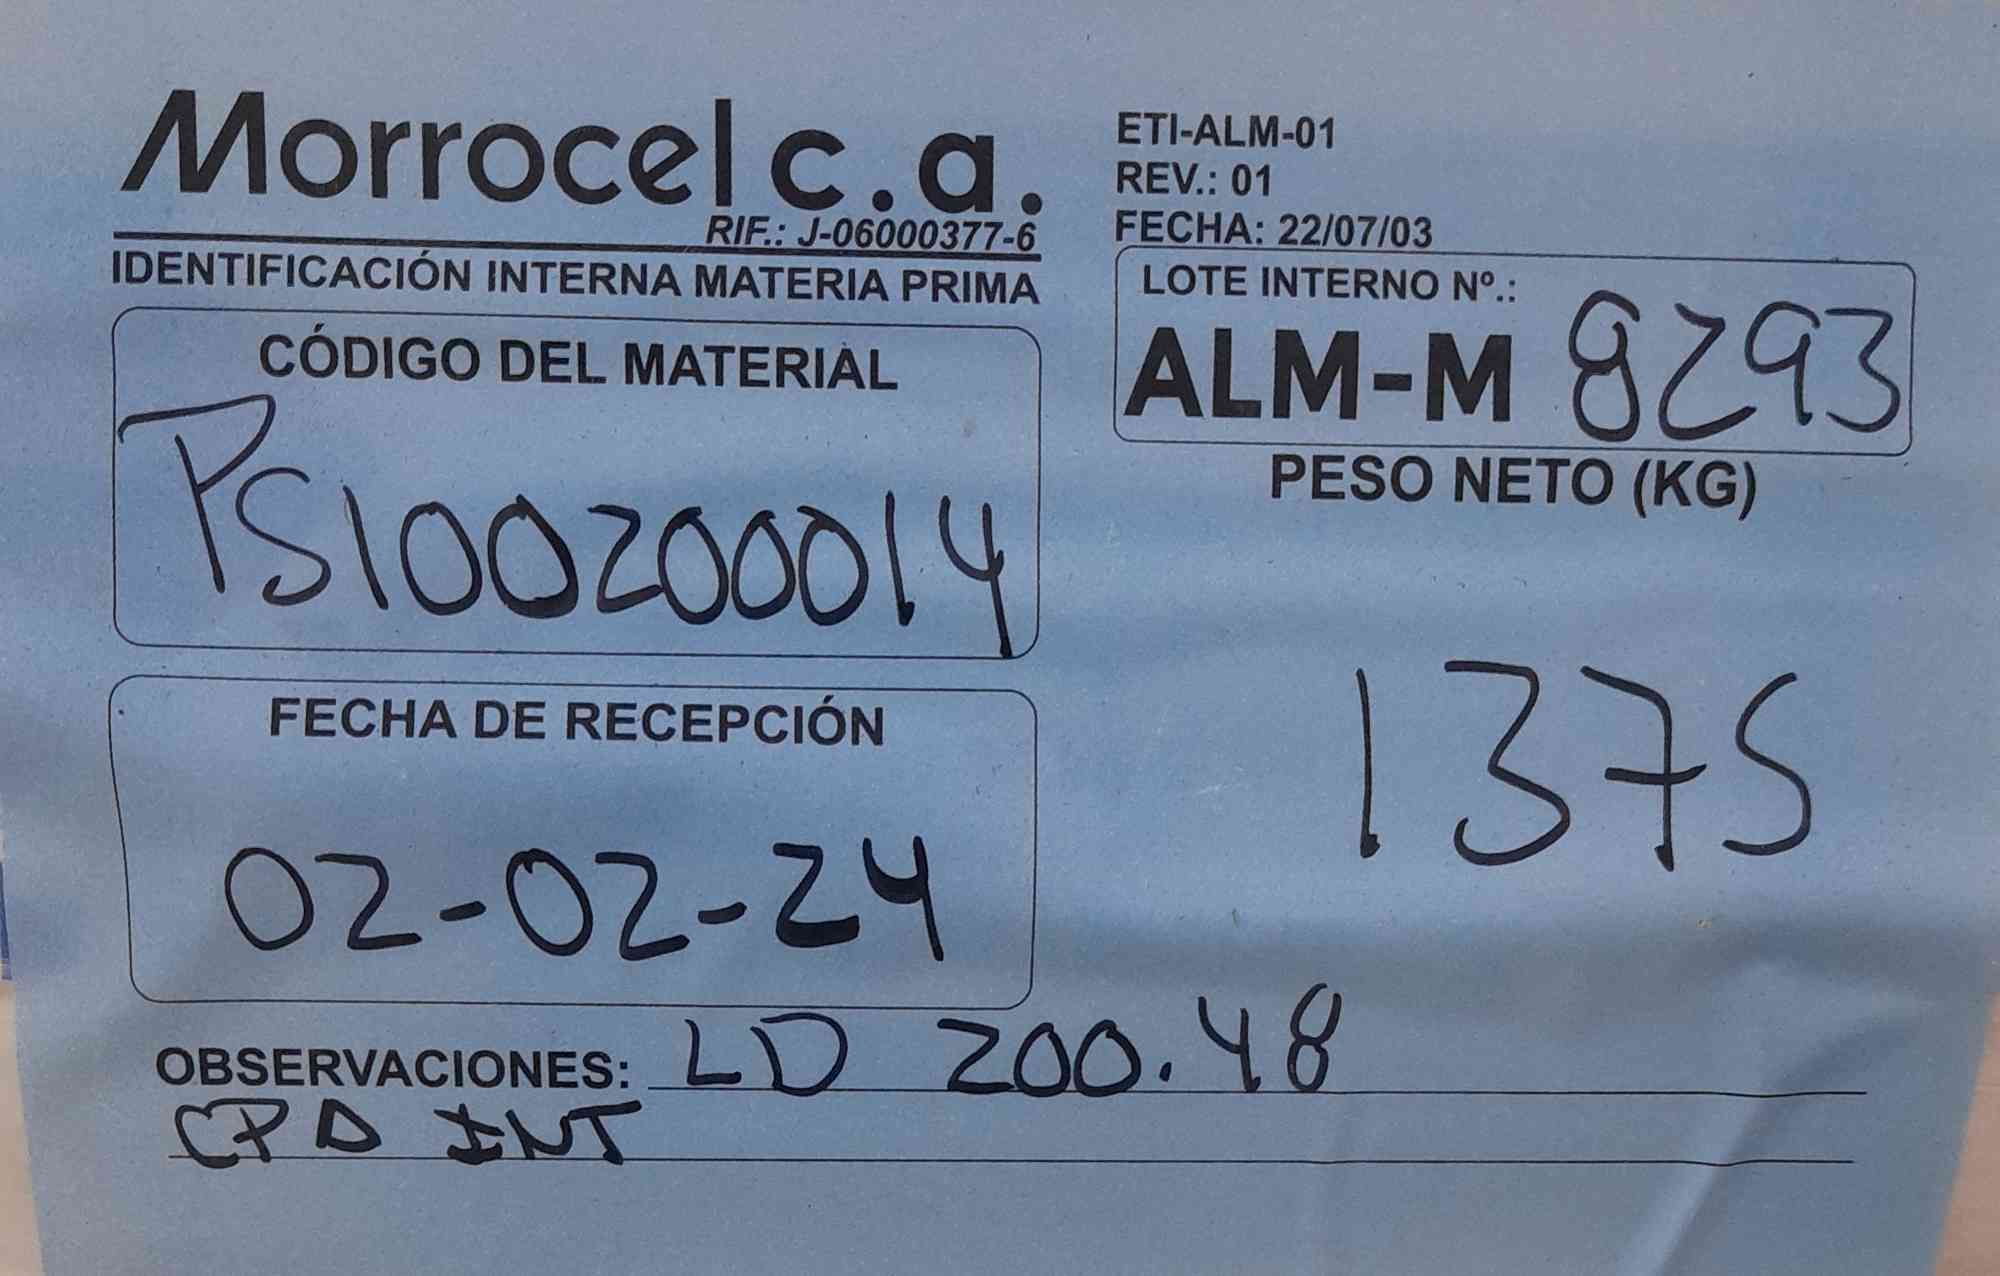 Morrocel c.a.
RIF.: J-06000377-6
IDENTIFICACIÓN INTERNA MATERIA PRIMA
ETI-ALM-01
REV.: 01
FECHA: 22/07/03
LOTE INTERNO Nº.:
ALM-M 8293
CÓDIGO DEL MATERIAL
PS100200014
PESO NETO (KG)
1375
FECHA DE RECEPCIÓN
02-02-24
OBSERVACIONES: LD 200.48
CPD INT